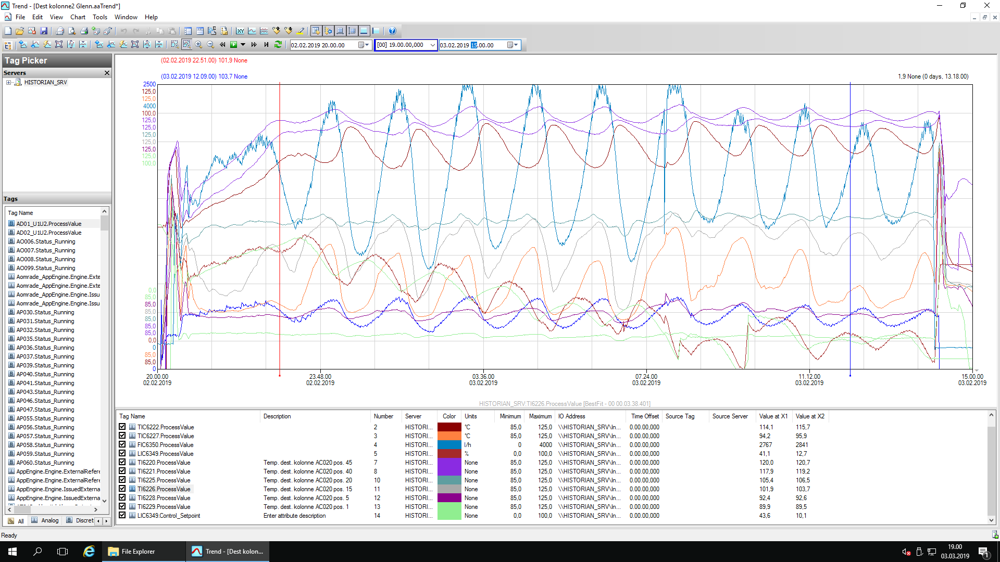 Trend - [Dest kolonne2 Glenn.aaTrend*]
File Edit View Chart Tools Window Help
02.02.2019 20.00.00 [00] 19.00.00,000 03.02.2019 15.00.00
Tag Picker
Servers
HISTORIAN_SRV
Tags
Tag Name
AD01_U1U2.ProcessValue
AD02_U1U2.ProcessValue
AO006.Status_Running
AO007.Status_Running
AO008.Status_Running
AO099.Status_Running
Aomrade_AppEngine.Engine.Exte
Aomrade_AppEngine.Engine.Exte
Aomrade_AppEngine.Engine.Issu
Aomrade_AppEngine.Engine.Issu
AP030.Status_Running
AP031.Status_Running
AP032.Status_Running
AP035.Status_Running
AP036.Status_Running
AP037.Status_Running
AP039.Status_Running
AP040.Status_Running
AP041.Status_Running
AP043.Status_Running
AP046.Status_Running
AP047.Status_Running
AP055.Status_Running
AP056.Status_Running
AP057.Status_Running
AP058.Status_Running
AP059.Status_Running
AP060.Status_Running
AppEngine.Engine.ExternalRefere
AppEngine.Engine.ExternalRefere
AppEngine.Engine.IssuedExterna
AppEngine.Engine.IssuedExterna
All Analog Discret
(02.02.2019 22.51.00) 101,9 None
(03.02.2019 12.09.00) 103,7 None
1,9 None (0 days, 13.18.00)
2500
125,0
125,0
4000
100,0
125,0
125,0
125,0
125,0
125,0
125,0
100,0
0,0
85,0
85,0
85,0
85,0
85,0
85,0
0,0
0
85,0
85,0
0
20.00.00 23.48.00 03.36.00 07.24.00 11.12.00 15.00.00
02.02.2019 02.02.2019 03.02.2019 03.02.2019 03.02.2019 03.02.2019
HISTORIAN_SRV:TI6226.ProcessValue [BestFit - 00 00.03.38.401]
Tag Name Description Number Server Color Units Minimum Maximum IO Address Time Offset Source Tag Source Server Value at X1 Value at X2
TIC6222.ProcessValue 2 HISTORI... °C 85,0 125,0 \\HISTORIAN_SRV\In... 0.00.00,000 114,1 115,7
TIC6227.ProcessValue 3 HISTORI... °C 85,0 125,0 \\HISTORIAN_SRV\In... 0.00.00,000 94,2 95,9
FIC6350.ProcessValue 4 HISTORI... l/h 0 4000 \\HISTORIAN_SRV\In... 0.00.00,000 2767 2841
LIC6349.ProcessValue 5 HISTORI... % 0,0 100,0 \\HISTORIAN_SRV\In... 0.00.00,000 41,1 12,7
TI6220.ProcessValue Temp. dest. kolonne AC020 pos. 45 7 HISTORI... None 85,0 125,0 \\HISTORIAN_SRV\In... 0.00.00,000 120,0 120,7
TI6221.ProcessValue Temp. dest. kolonne AC020 pos. 40 8 HISTORI... None 85,0 125,0 \\HISTORIAN_SRV\In... 0.00.00,000 117,9 119,2
TI6225.ProcessValue Temp. dest. kolonne AC020 pos. 20 10 HISTORI... None 85,0 125,0 \\HISTORIAN_SRV\In... 0.00.00,000 105,4 106,5
TI6226.ProcessValue Temp. dest. kolonne AC020 pos. 15 11 HISTORI... None 85,0 125,0 \\HISTORIAN_SRV\In... 0.00.00,000 101,9 103,7
TI6228.ProcessValue Temp. dest. kolonne AC020 pos. 5 12 HISTORI... None 85,0 125,0 \\HISTORIAN_SRV\In... 0.00.00,000 92,4 92,6
TI6229.ProcessValue Temp. dest. kolonne AC020 pos. 1 13 HISTORI... None 85,0 125,0 \\HISTORIAN_SRV\In... 0.00.00,000 89,9 89,5
LIC6349.Control_Setpoint Enter attribute description 14 HISTORI... None 0,0 100,0 \\HISTORIAN_SRV\In... 0.00.00,000 43,6 10,1
Ready
File Explorer Trend - [Dest kolon...
19.00
03.03.2019
1